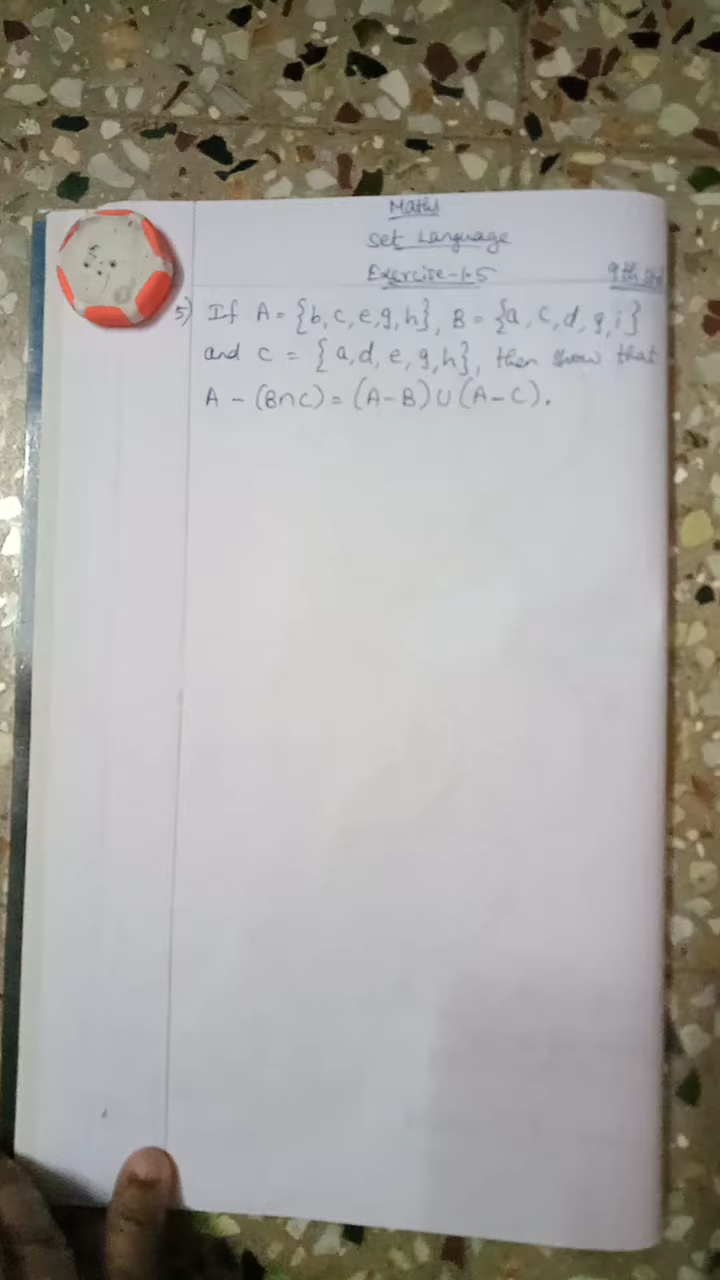 Maths
Set Language
Exercise-1.5
9th std
5) If A = {b, c, e, g, h}, B = {a, c, d, g, i}
and C = {a, d, e, g, h}, then show that
A - (B∩C) = (A-B)∪(A-C).